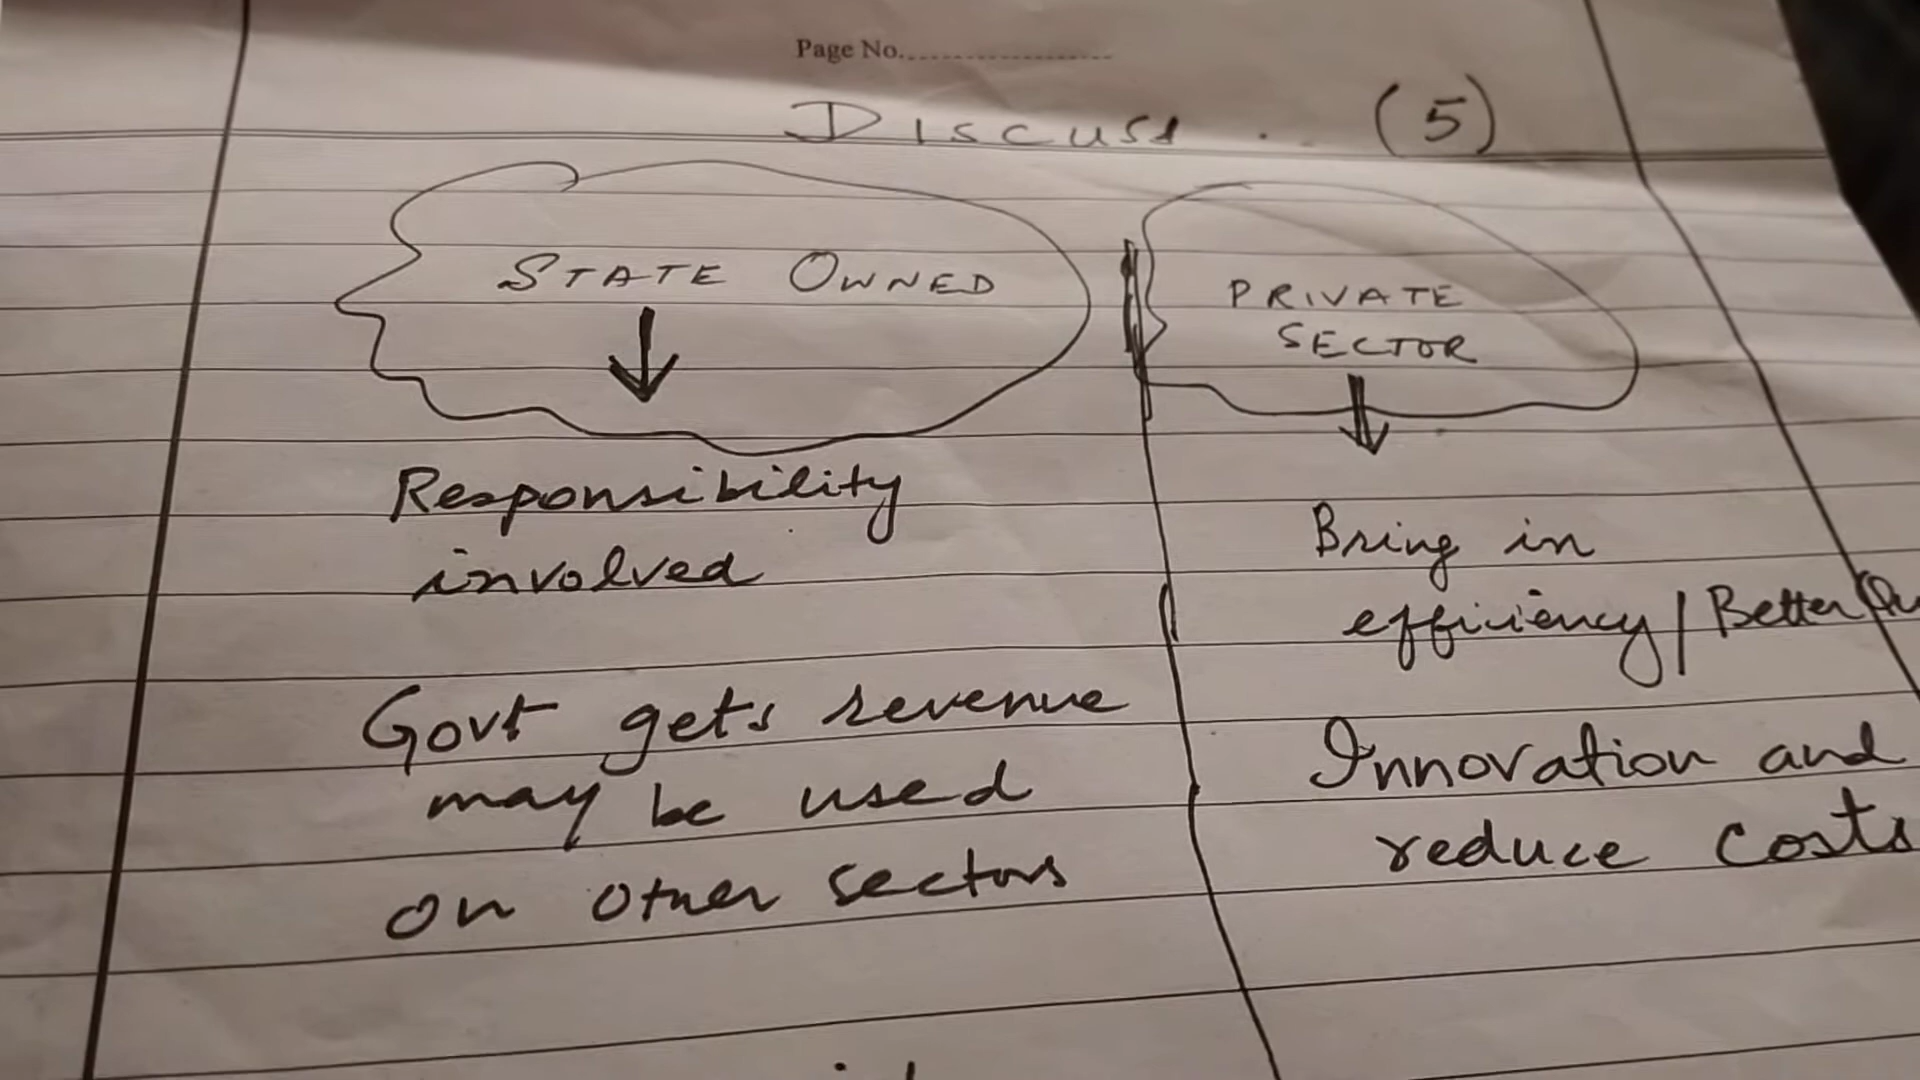 Page No.
Discuss .. (5)
STATE OWNED
Responsibility
involved
Govt gets revenue
may be used
on other sectors
PRIVATE
SECTOR
Bring in
efficiency / Better
Innovation and
reduce costs